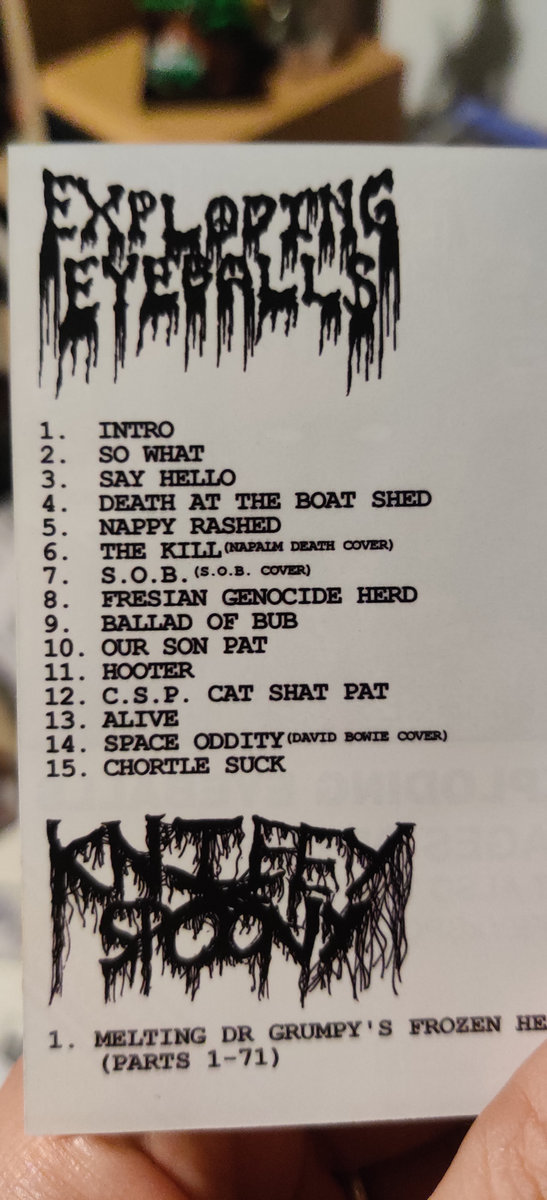 EXPLODING
EYEBALLS
1. INTRO
2. SO WHAT
3. SAY HELLO
4. DEATH AT THE BOAT SHED
5. NAPPY RASHED
6. THE KILL (NAPALM DEATH COVER)
7. S.O.B. (S.O.B. COVER)
8. FRESIAN GENOCIDE HERD
9. BALLAD OF BUB
10. OUR SON PAT
11. HOOTER
12. C.S.P. CAT SHAT PAT
13. ALIVE
14. SPACE ODDITY (DAVID BOWIE COVER)
15. CHORTLE SUCK
KNIFEY
SPOONY
1. MELTING DR GRUMPY'S FROZEN HE
(PARTS 1-71)